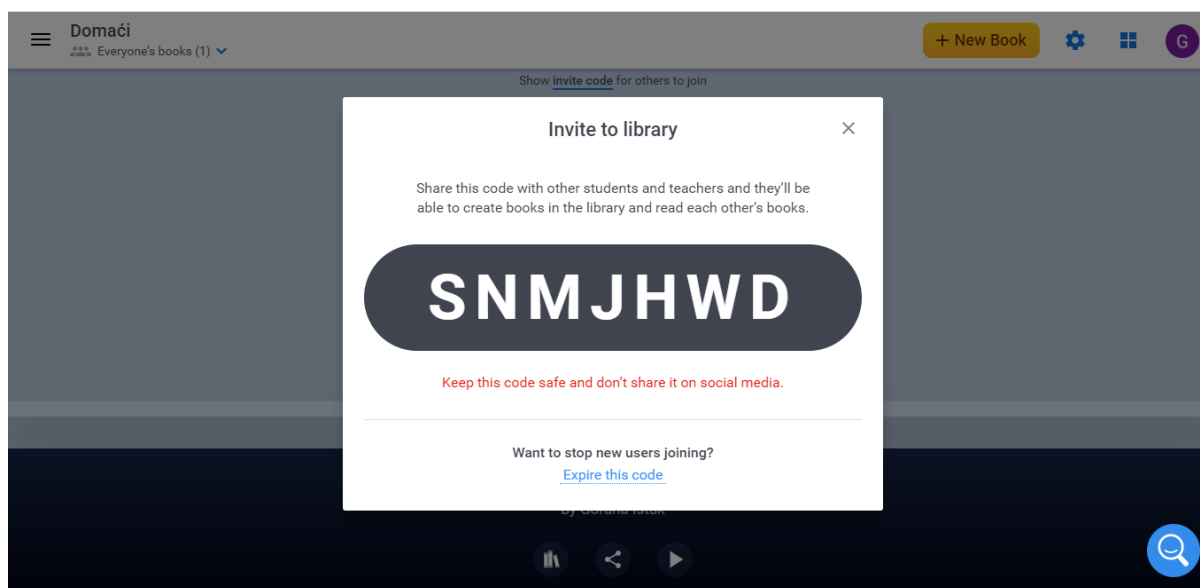 Domaći
Everyone's books (1)
+ New Book
G
Show invite code for others to join
Invite to library
Share this code with other students and teachers and they'll be
able to create books in the library and read each other's books.
SNMJHWD
Keep this code safe and don't share it on social media.
Want to stop new users joining?
Expire this code